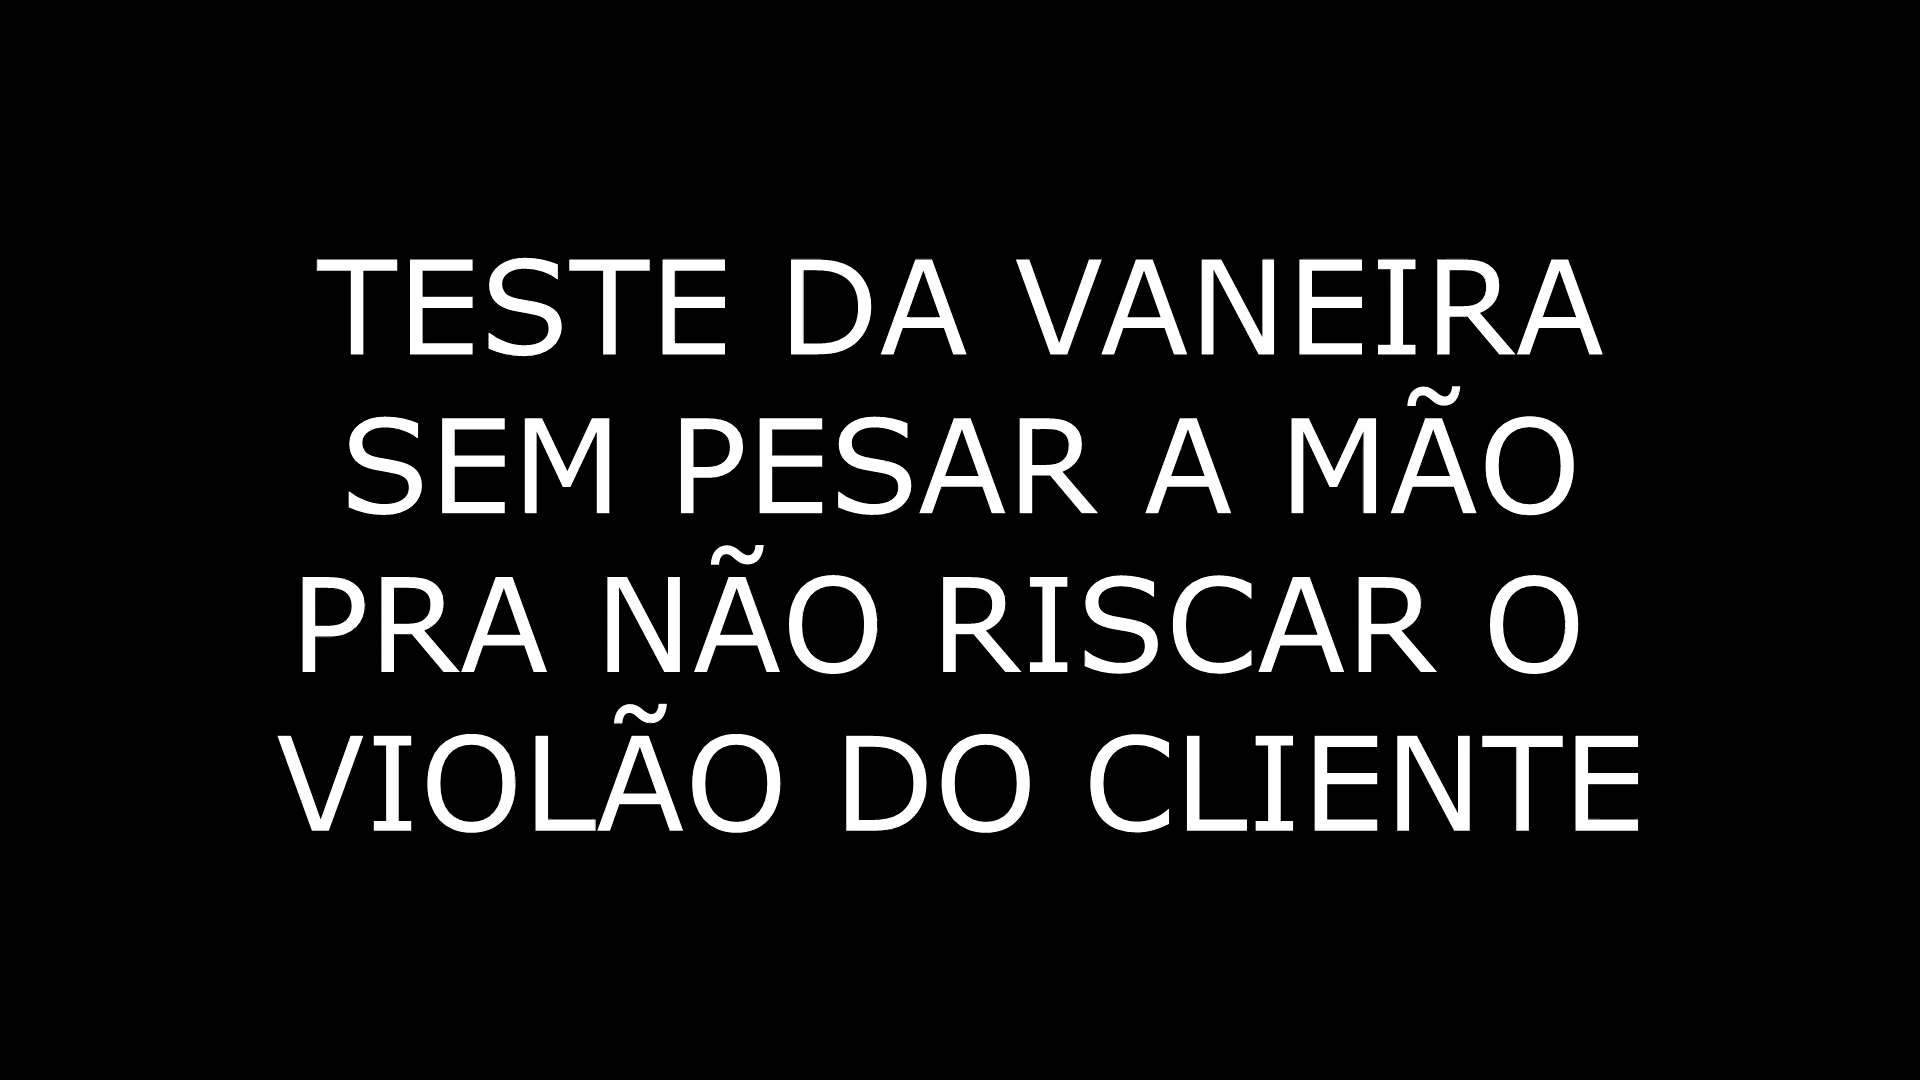 TESTE DA VANEIRA
SEM PESAR A MÃO
PRA NÃO RISCAR O
VIOLÃO DO CLIENTE